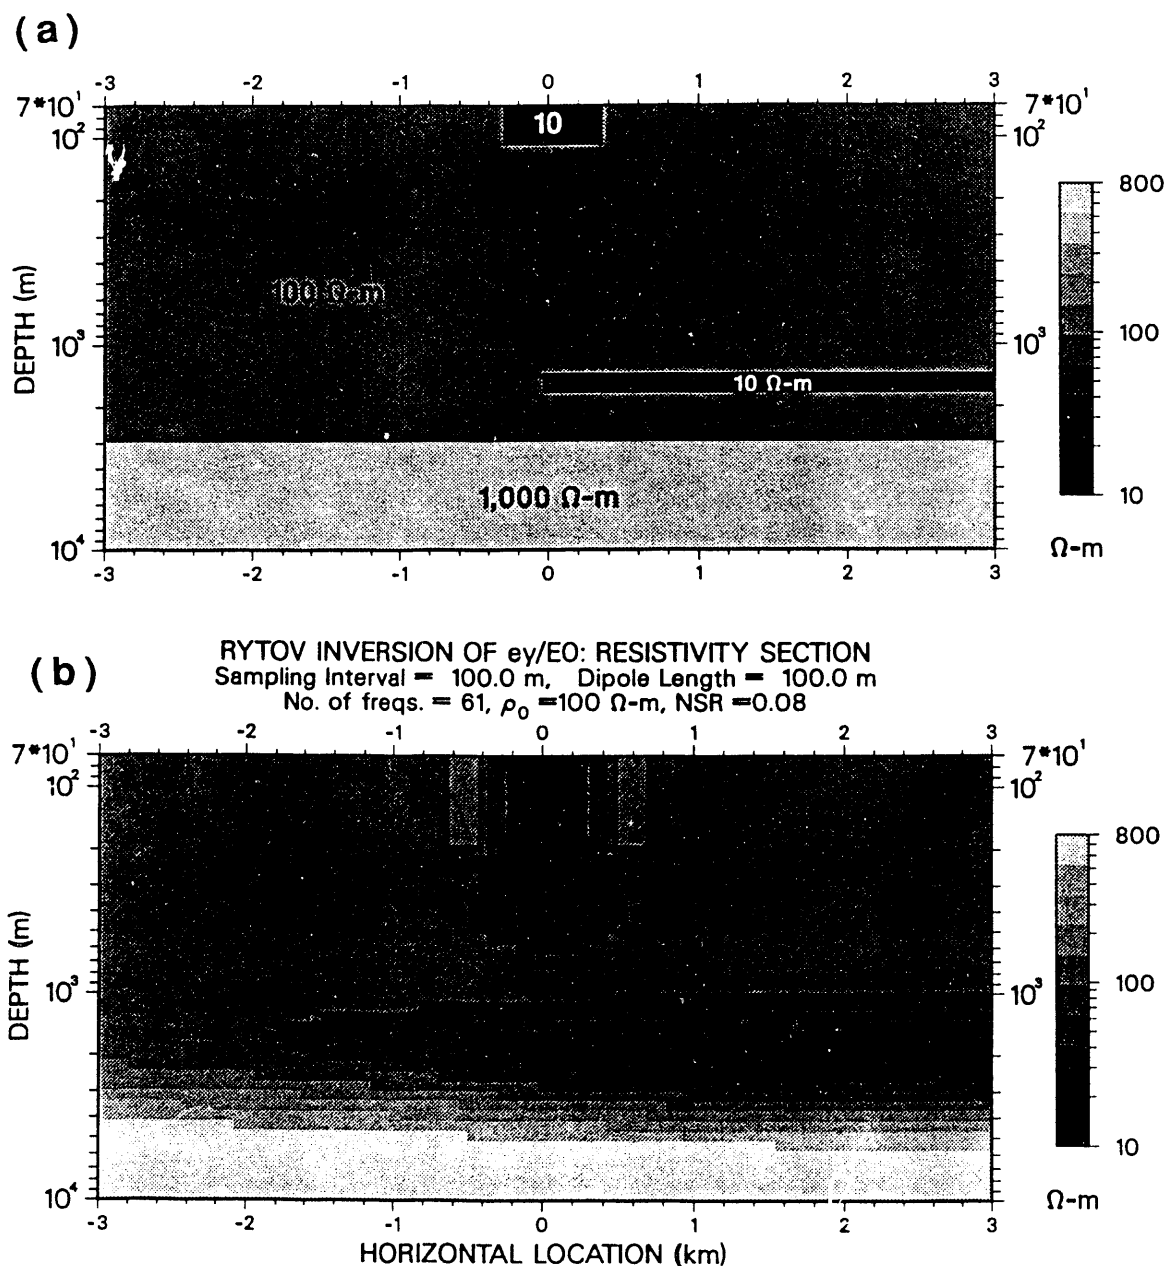 (a)
-3 -2 -1 0 1 2 3
7*10¹ 7*10¹
10² 10²
10
800
DEPTH (m)
100 Ω-m
100
10³ 10³
10 Ω-m
1,000 Ω-m
10
10⁴
Ω-m
-3 -2 -1 0 1 2 3
(b)
RYTOV INVERSION OF ey/E0: RESISTIVITY SECTION
Sampling Interval = 100.0 m, Dipole Length = 100.0 m
No. of freqs. = 61, ρ₀ =100 Ω-m, NSR =0.08
-3 -2 -1 0 1 2 3
7*10¹ 7*10¹
10² 10²
800
DEPTH (m)
10³ 10³
100
10
10⁴
Ω-m
-3 -2 -1 0 1 2 3
HORIZONTAL LOCATION (km)